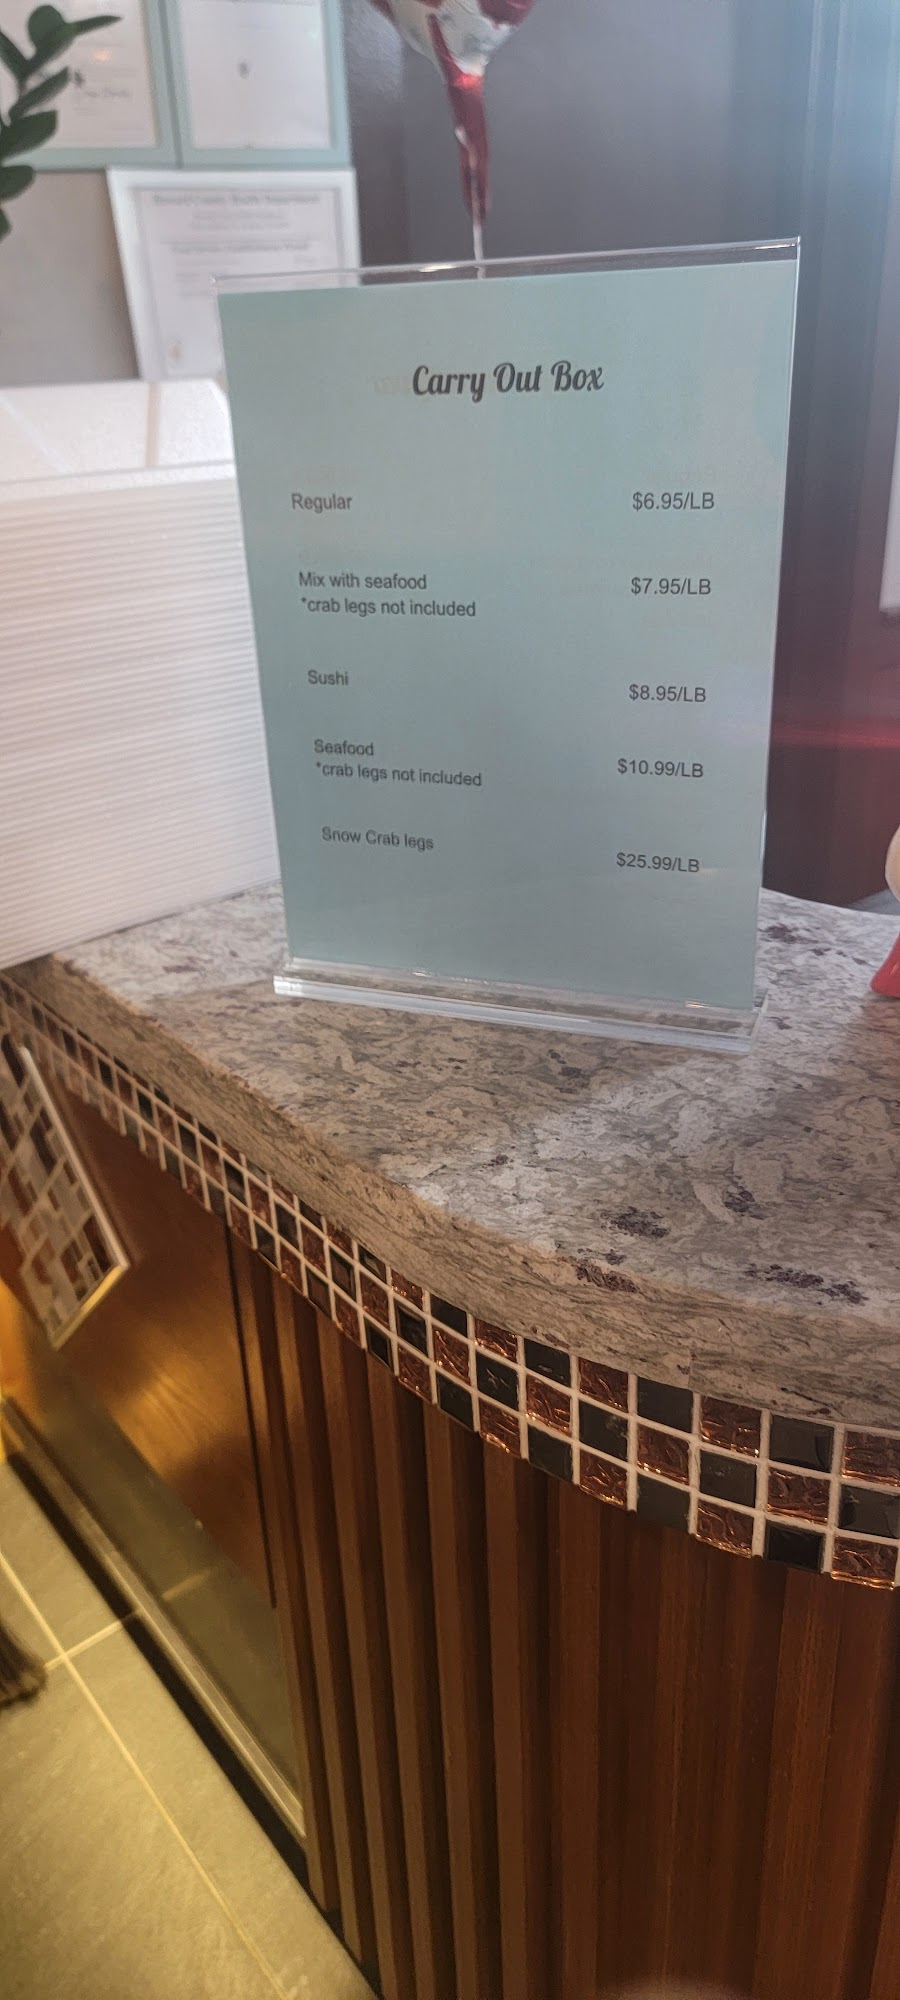 Carry Out Box
Regular $6.95/LB
Mix with seafood $7.95/LB
*crab legs not included
Sushi $8.95/LB
Seafood $10.99/LB
*crab legs not included
Snow Crab legs $25.99/LB